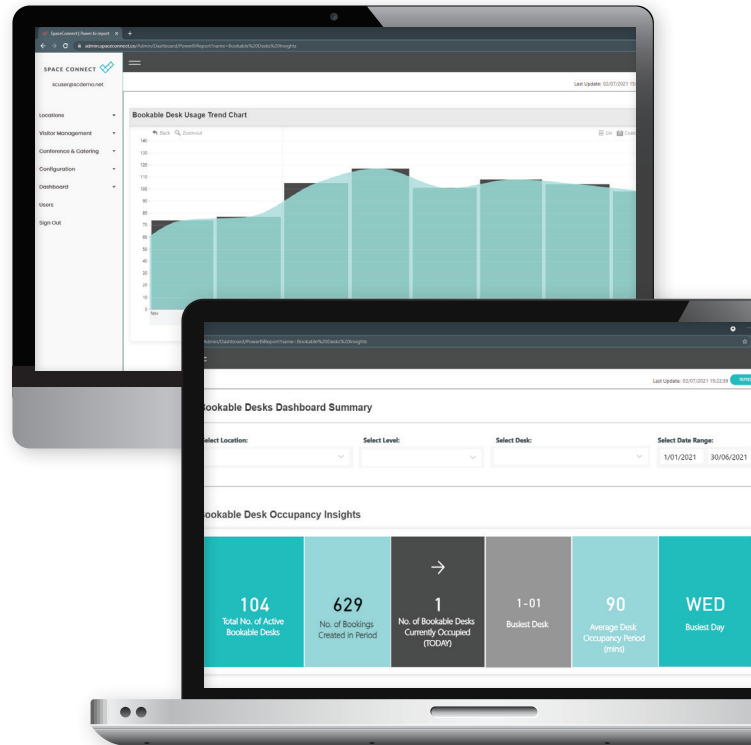 SpaceConnect | Power BI report
admin.spaceconnect.co/Admin/Dashboard/PowerBIReport?name=Bookable%20Desks%20Insights
SPACE CONNECT
scuser@scdemo.net
Last Update: 02/07/2021
Locations
Visitor Management
Conference & Catering
Configuration
Dashboard
Users
Sign Out
Bookable Desk Usage Trend Chart
Back Zoomout
Lin
140
130
120
110
100
90
80
70
60
50
40
30
20
10
0
Nov
/Admin/Dashboard/PowerBIReport?name=Bookable%20Desks%20Insights
Last Update: 02/07/2021 15:22:59
Bookable Desks Dashboard Summary
Select Location: Select Level: Select Desk: Select Date Range:
1/01/2021 30/06/2021
Bookable Desk Occupancy Insights
104
Total No. of Active
Bookable Desks
629
No. of Bookings
Created in Period
1
No. of Bookable Desks
Currently Occupied
(TODAY)
1-01
Busiest Desk
90
Average Desk
Occupancy Period
(mins)
WED
Busiest Day